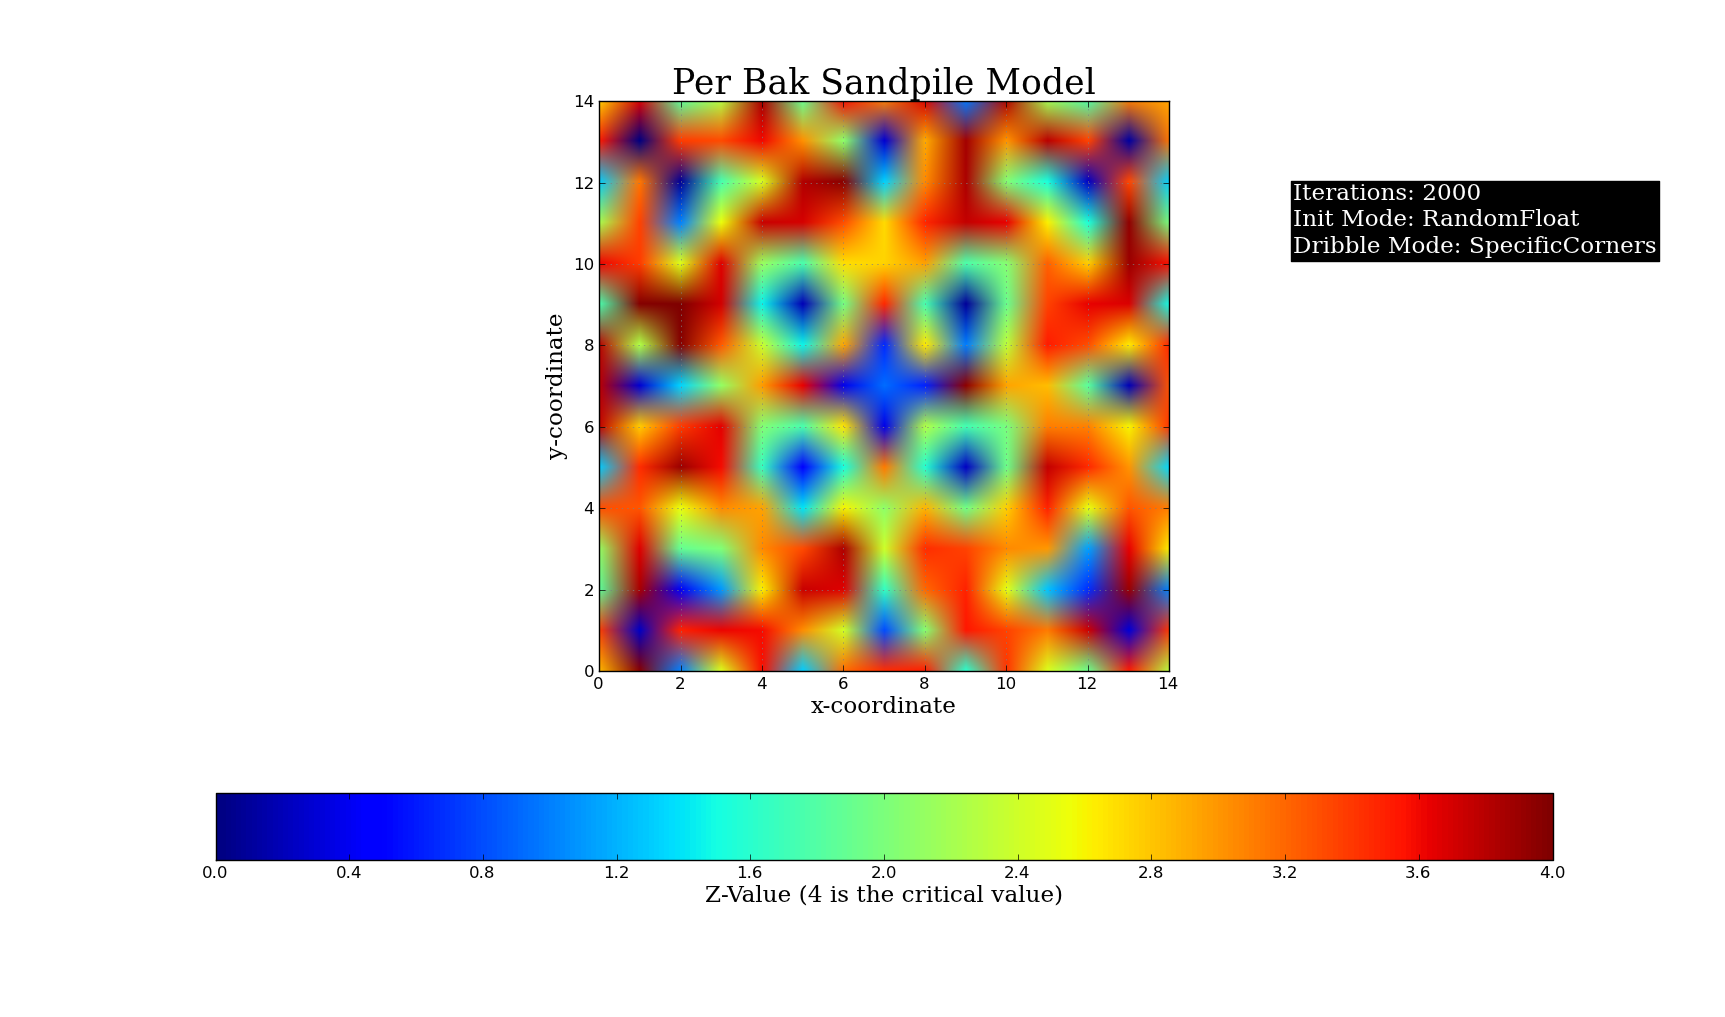 Per Bak Sandpile Model
14
12
10
8
6
4
2
0
y-coordinate
0 2 4 6 8 10 12 14
x-coordinate
Iterations: 2000
Init Mode: RandomFloat
Dribble Mode: SpecificCorners
0.0 0.4 0.8 1.2 1.6 2.0 2.4 2.8 3.2 3.6 4.0
Z-Value (4 is the critical value)